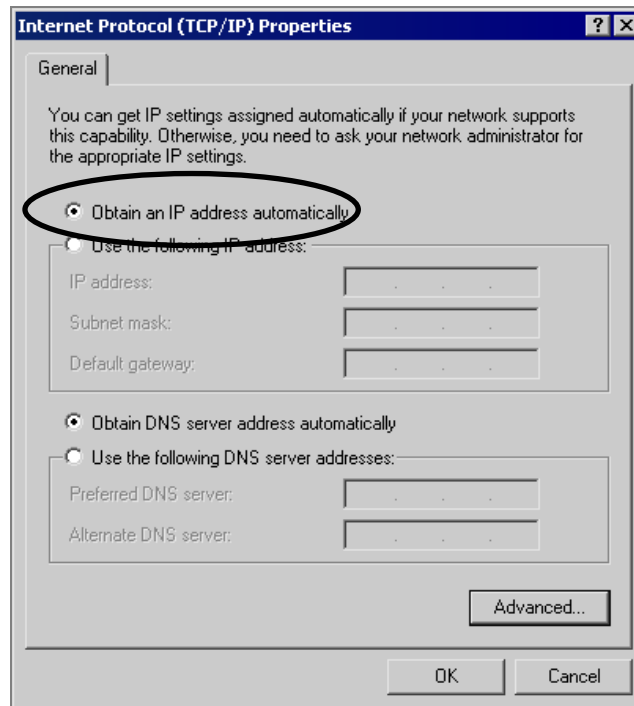 Internet Protocol (TCP/IP) Properties
General
You can get IP settings assigned automatically if your network supports
this capability. Otherwise, you need to ask your network administrator for
the appropriate IP settings.
Obtain an IP address automatically
Use the following IP address:
IP address:
Subnet mask:
Default gateway:
Obtain DNS server address automatically
Use the following DNS server addresses:
Preferred DNS server:
Alternate DNS server:
Advanced...
OK
Cancel